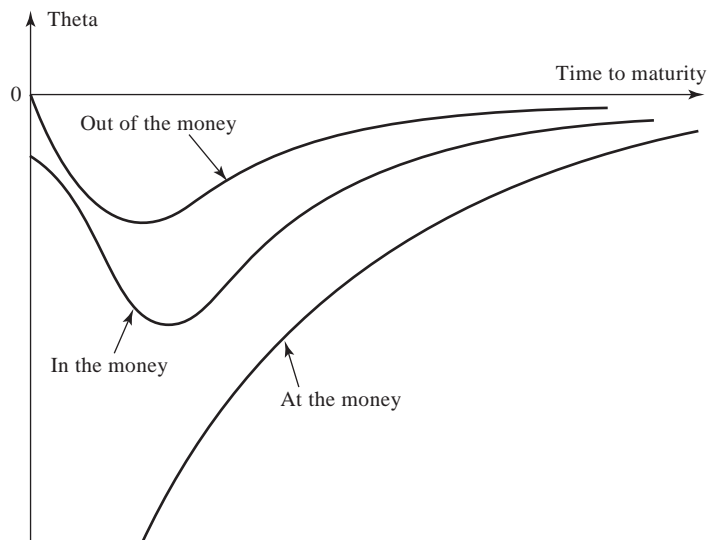 Theta
Time to maturity
0
Out of the money
In the money
At the money